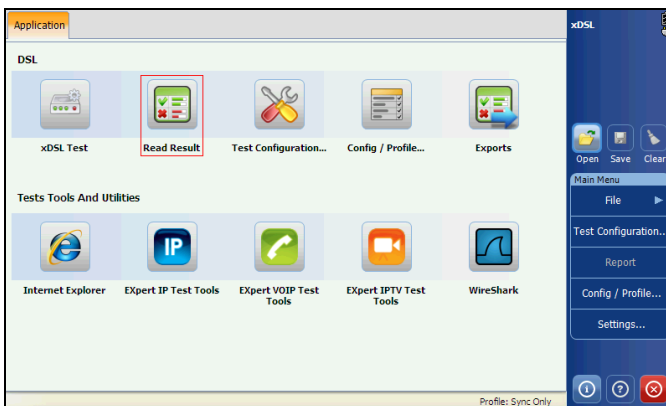 Application
DSL
xDSL Test
Read Result
Test Configuration...
Config / Profile...
Exports
Tests Tools And Utilities
Internet Explorer
EXpert IP Test Tools
EXpert VOIP Test
Tools
EXpert IPTV Test
Tools
WireShark
IP
Profile: Sync Only
xDSL
Open
Save
Clear
Main Menu
File
Test Configuration...
Report
Config / Profile...
Settings...